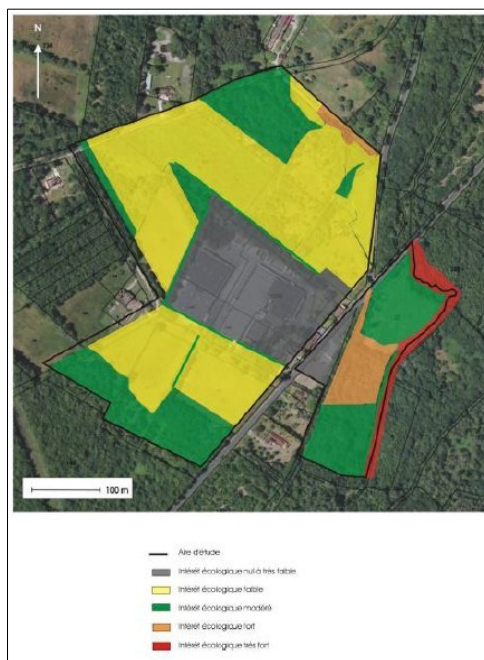 N
100 m
Aire d'étude
Intérêt écologique nul à très faible
Intérêt écologique faible
Intérêt écologique modéré
Intérêt écologique fort
Intérêt écologique très fort